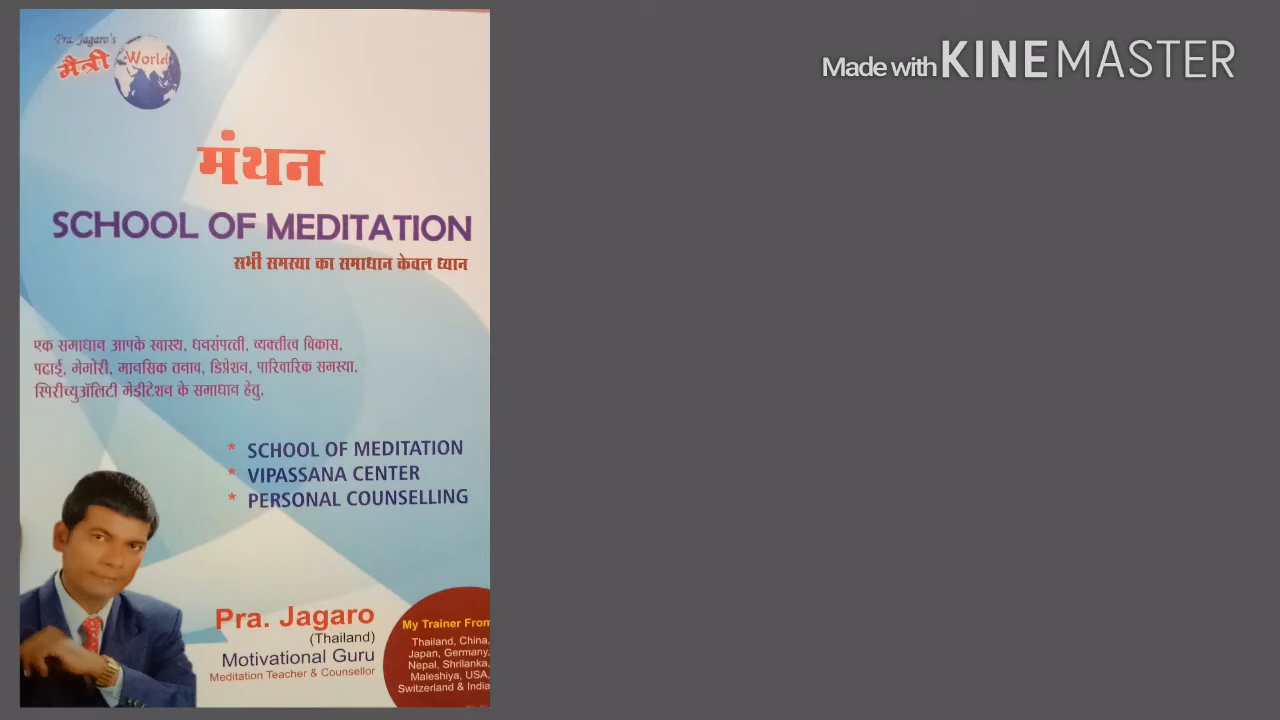 Made with KINEMASTER
Pra. Jagaro's
मैत्री World
मंथन
SCHOOL OF MEDITATION
सभी समस्या का समाधान केवल ध्यान
एक समाधान आपके स्वास्थ, धनसंपत्ती, व्यक्तीत्व विकास,
पढाई, मेमोरी, मानसिक तनाव, डिप्रेशन, पारिवारिक समस्या,
स्पिरीच्युॲलिटी मेडीटेशन के समाधान हेतु.
* SCHOOL OF MEDITATION
* VIPASSANA CENTER
* PERSONAL COUNSELLING
Pra. Jagaro
(Thailand)
Motivational Guru
Meditation Teacher & Counsellor
My Trainer From
Thailand, China,
Japan, Germany,
Nepal, Shrilanka,
Maleshiya, USA,
Switzerland & India